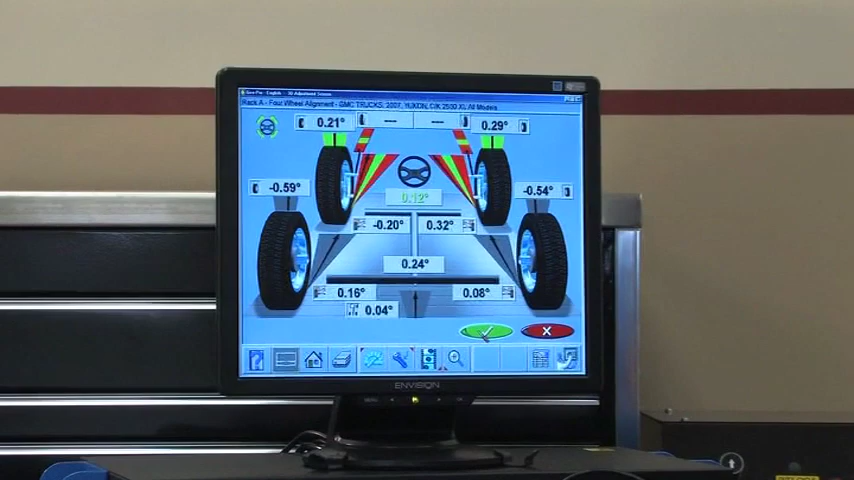 Rack A - Four Wheel Alignment - GMC TRUCKS, 2007, YUKON, C/K 2500 XL All Models
0.21° --- --- 0.29°
-0.59° 0.12° -0.54°
-0.20° 0.32°
0.24°
0.16° 0.08°
0.04°
X
ENVISION